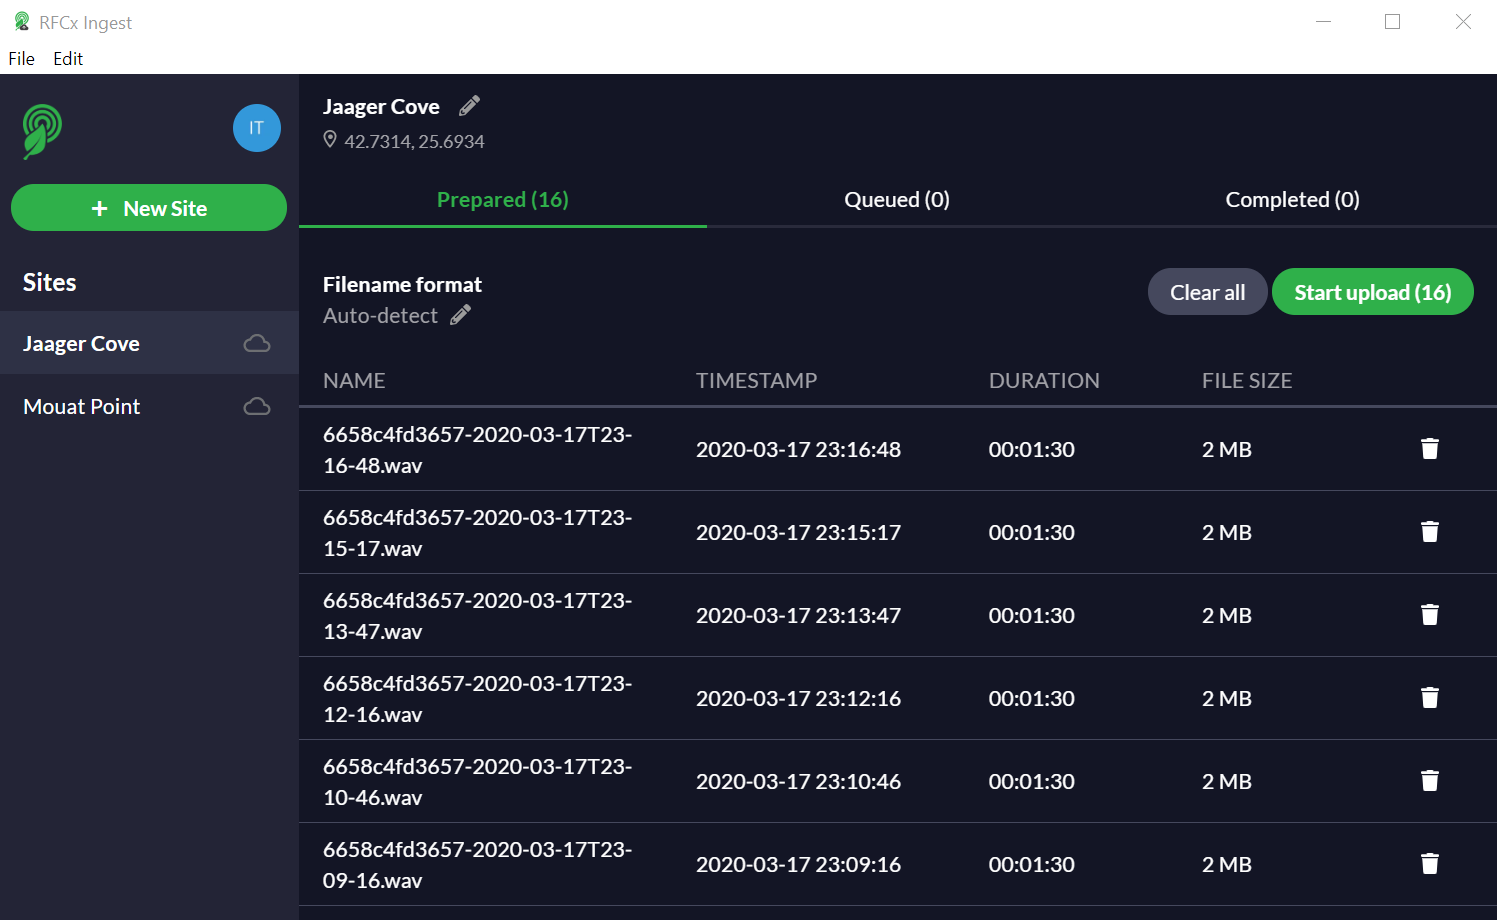 RFCx Ingest
File Edit
IT
+ New Site
Sites
Jaager Cove
Mouat Point
Jaager Cove
42.7314, 25.6934
Prepared (16) Queued (0) Completed (0)
Filename format
Auto-detect
Clear all Start upload (16)
NAME TIMESTAMP DURATION FILE SIZE
6658c4fd3657-2020-03-17T23-
16-48.wav
2020-03-17 23:16:48 00:01:30 2 MB
6658c4fd3657-2020-03-17T23-
15-17.wav
2020-03-17 23:15:17 00:01:30 2 MB
6658c4fd3657-2020-03-17T23-
13-47.wav
2020-03-17 23:13:47 00:01:30 2 MB
6658c4fd3657-2020-03-17T23-
12-16.wav
2020-03-17 23:12:16 00:01:30 2 MB
6658c4fd3657-2020-03-17T23-
10-46.wav
2020-03-17 23:10:46 00:01:30 2 MB
6658c4fd3657-2020-03-17T23-
09-16.wav
2020-03-17 23:09:16 00:01:30 2 MB